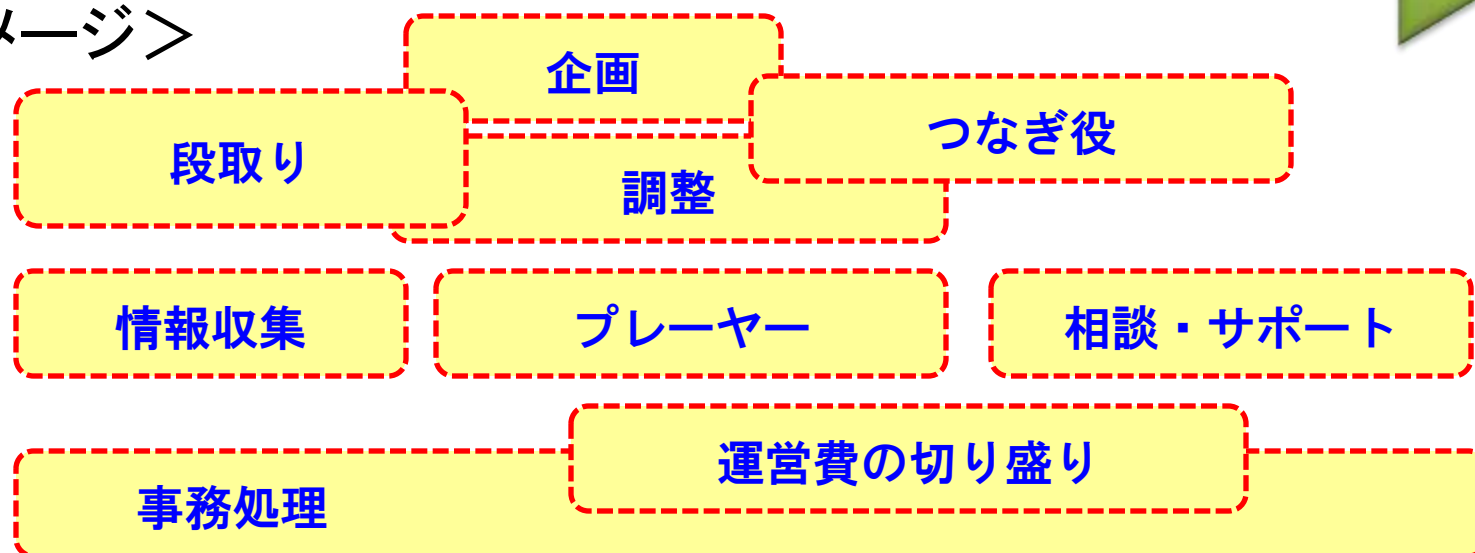 メージ＞
企画
つなぎ役
段取り
調整
情報収集
プレーヤー
相談・サポート
運営費の切り盛り
事務処理